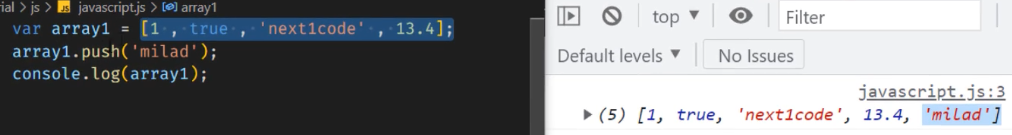 ial > js > javascript.js > array1
var array1 = [1 , true , 'next1code' , 13.4];
array1.push('milad');
console.log(array1);
top ▼
Filter
Default levels ▼
No Issues
javascript.js:3
▶ (5) [1, true, 'next1code', 13.4, 'milad']